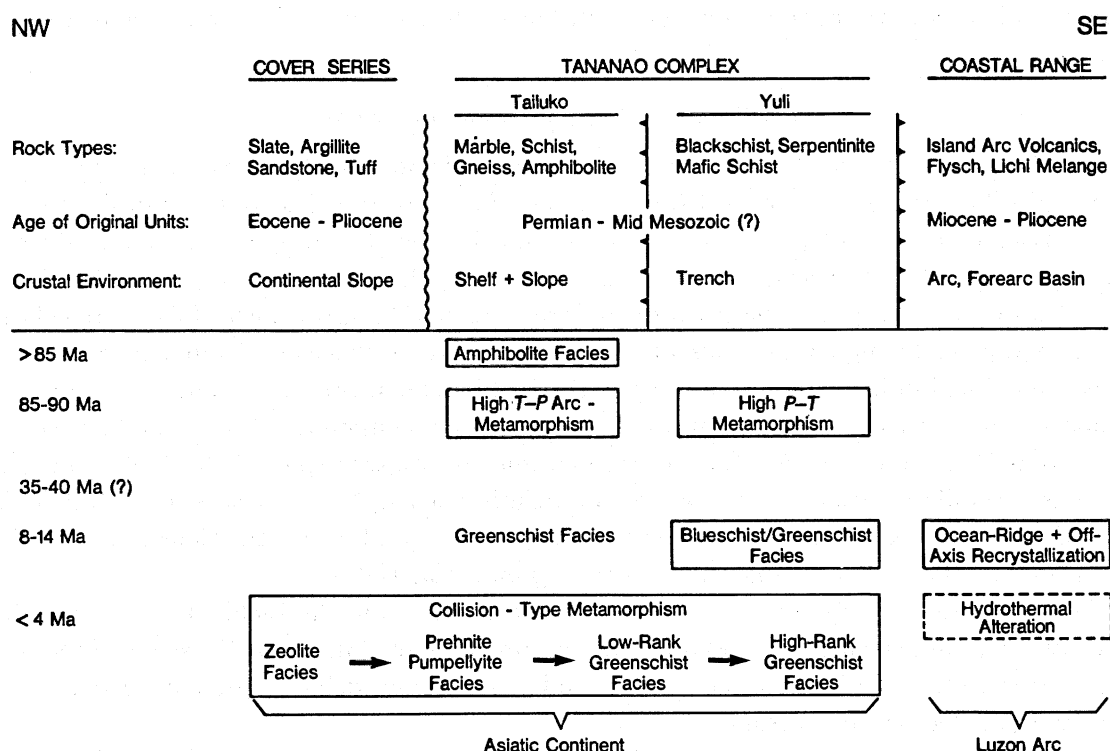 NW SE
COVER SERIES TANANAO COMPLEX COASTAL RANGE
Tailuko Yuli
Rock Types: Slate, Argillite Marble, Schist, Blackschist, Serpentinite Island Arc Volcanics,
Sandstone, Tuff Gneiss, Amphibolite Mafic Schist Flysch, Lichi Melange
Age of Original Units: Eocene - Pliocene Permian - Mid Mesozoic (?) Miocene - Pliocene
Crustal Environment: Continental Slope Shelf + Slope Trench Arc, Forearc Basin
>85 Ma Amphibolite Facies
85-90 Ma High T-P Arc - High P-T
Metamorphism Metamorphism
35-40 Ma (?)
8-14 Ma Greenschist Facies Blueschist/Greenschist Ocean-Ridge + Off-
Facies Axis Recrystallization
<4 Ma Collision - Type Metamorphism Hydrothermal
Alteration
Zeolite Prehnite Low-Rank High-Rank
Facies Pumpellyite Greenschist Greenschist
Facies Facies Facies
Asiatic Continent Luzon Arc